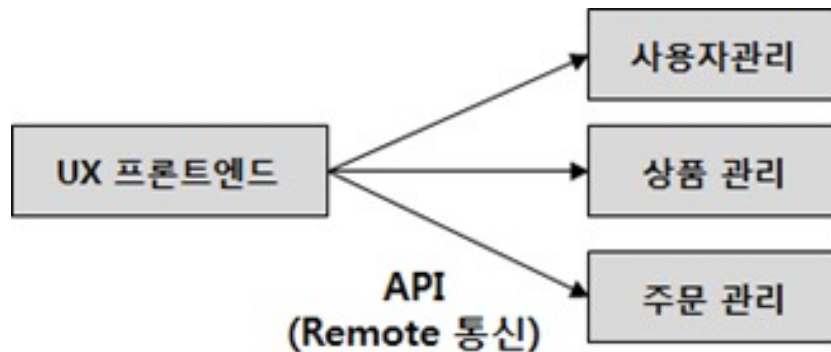 사용자관리
UX 프론트엔드
상품 관리
API
(Remote 통신)
주문 관리